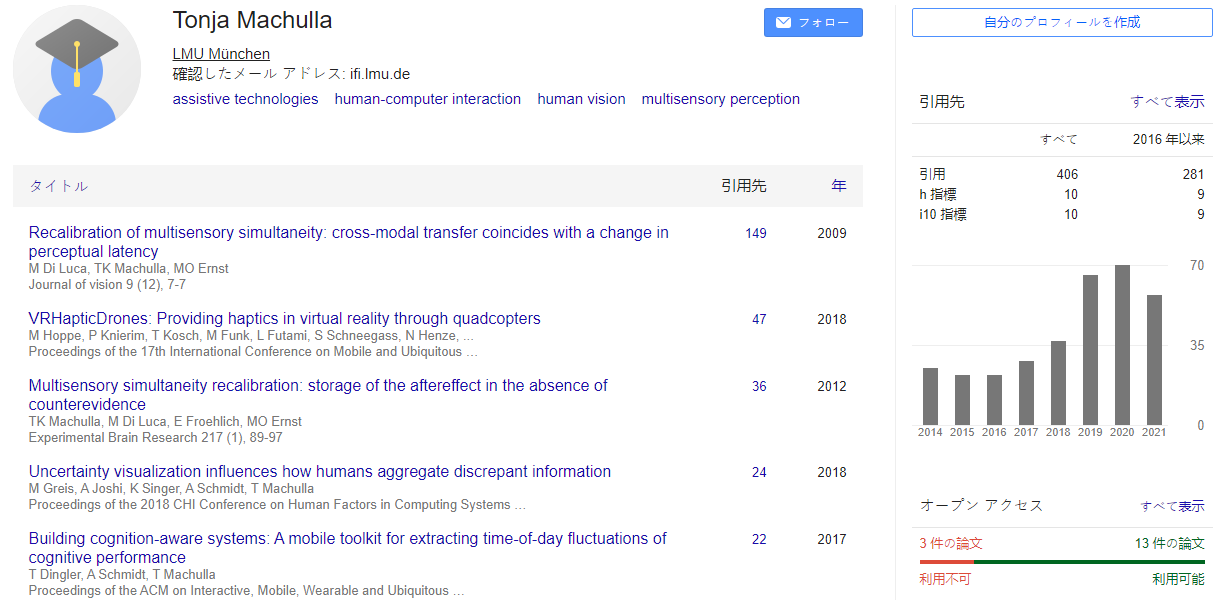 Tonja Machulla
フォロー
LMU München
確認したメール アドレス: ifi.lmu.de
assistive technologies human-computer interaction human vision multisensory perception
タイトル 引用先 年
Recalibration of multisensory simultaneity: cross-modal transfer coincides with a change in 149 2009
perceptual latency
M Di Luca, TK Machulla, MO Ernst
Journal of vision 9 (12), 7-7
VRHapticDrones: Providing haptics in virtual reality through quadcopters 47 2018
M Hoppe, P Knierim, T Kosch, M Funk, L Futami, S Schneegass, N Henze, ...
Proceedings of the 17th International Conference on Mobile and Ubiquitous …
Multisensory simultaneity recalibration: storage of the aftereffect in the absence of 36 2012
counterevidence
TK Machulla, M Di Luca, E Froehlich, MO Ernst
Experimental Brain Research 217 (1), 89-97
Uncertainty visualization influences how humans aggregate discrepant information 24 2018
M Greis, A Joshi, K Singer, A Schmidt, T Machulla
Proceedings of the 2018 CHI Conference on Human Factors in Computing Systems …
Building cognition-aware systems: A mobile toolkit for extracting time-of-day fluctuations of 22 2017
cognitive performance
T Dingler, A Schmidt, T Machulla
Proceedings of the ACM on Interactive, Mobile, Wearable and Ubiquitous …
自分のプロフィールを作成
引用先 すべて表示
すべて 2016 年以来
引用 406 281
h 指標 10 9
i10 指標 10 9
70
35
0
2014 2015 2016 2017 2018 2019 2020 2021
オープン アクセス すべて表示
3 件の論文 13 件の論文
利用不可 利用可能